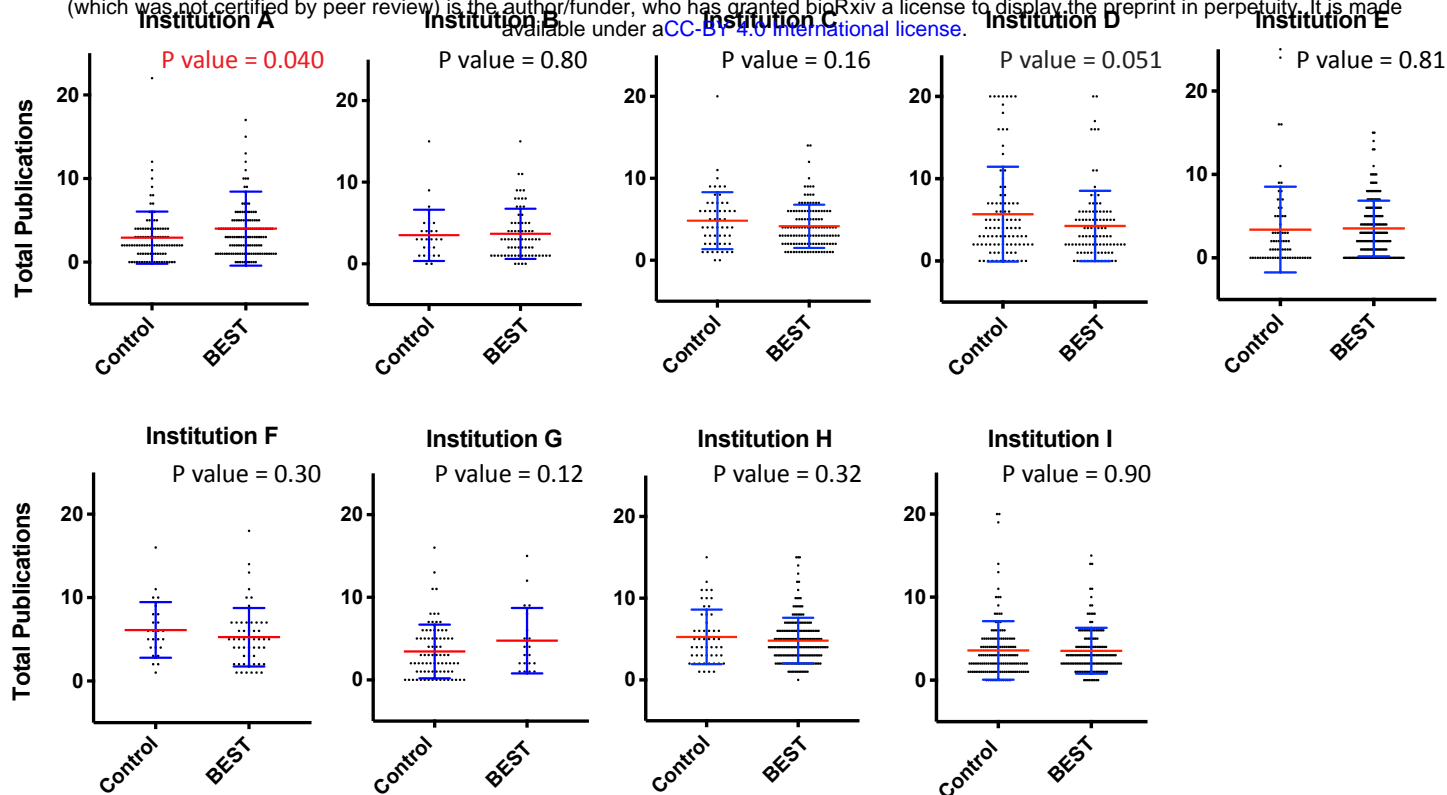 (which was not certified by peer review) is the author/funder, who has granted bioRxiv a license to display the preprint in perpetuity. It is made
available under aCC-BY 4.0 International license.
Institution A Institution B Institution C Institution D Institution E
P value = 0.040 P value = 0.80 P value = 0.16 P value = 0.051 P value = 0.81
Total Publications
20 10 0
20 10 0
20 10 0
20 10 0
20 10 0
Control BEST Control BEST Control BEST Control BEST Control BEST
Institution F Institution G Institution H Institution I
P value = 0.30 P value = 0.12 P value = 0.32 P value = 0.90
Total Publications
20 10 0
20 10 0
20 10 0
20 10 0
Control BEST Control BEST Control BEST Control BEST